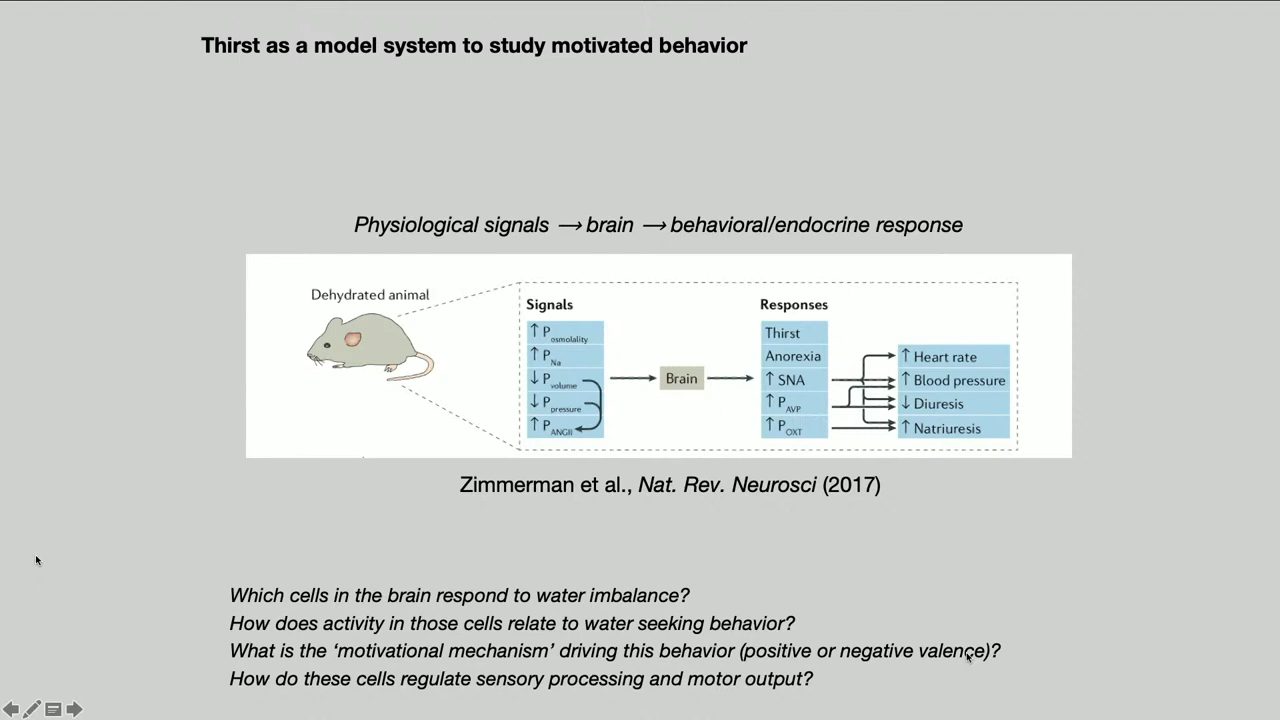 Thirst as a model system to study motivated behavior
Physiological signals → brain → behavioral/endocrine response
Dehydrated animal
Signals
↑ P osmolality
↑ P Na
↓ P volume
↓ P pressure
↑ P ANGII
Brain
Responses
Thirst
Anorexia
↑ SNA
↑ P AVP
↑ P OXT
↑ Heart rate
↑ Blood pressure
↓ Diuresis
↑ Natriuresis
Zimmerman et al., Nat. Rev. Neurosci (2017)
Which cells in the brain respond to water imbalance?
How does activity in those cells relate to water seeking behavior?
What is the ‘motivational mechanism’ driving this behavior (positive or negative valence)?
How do these cells regulate sensory processing and motor output?